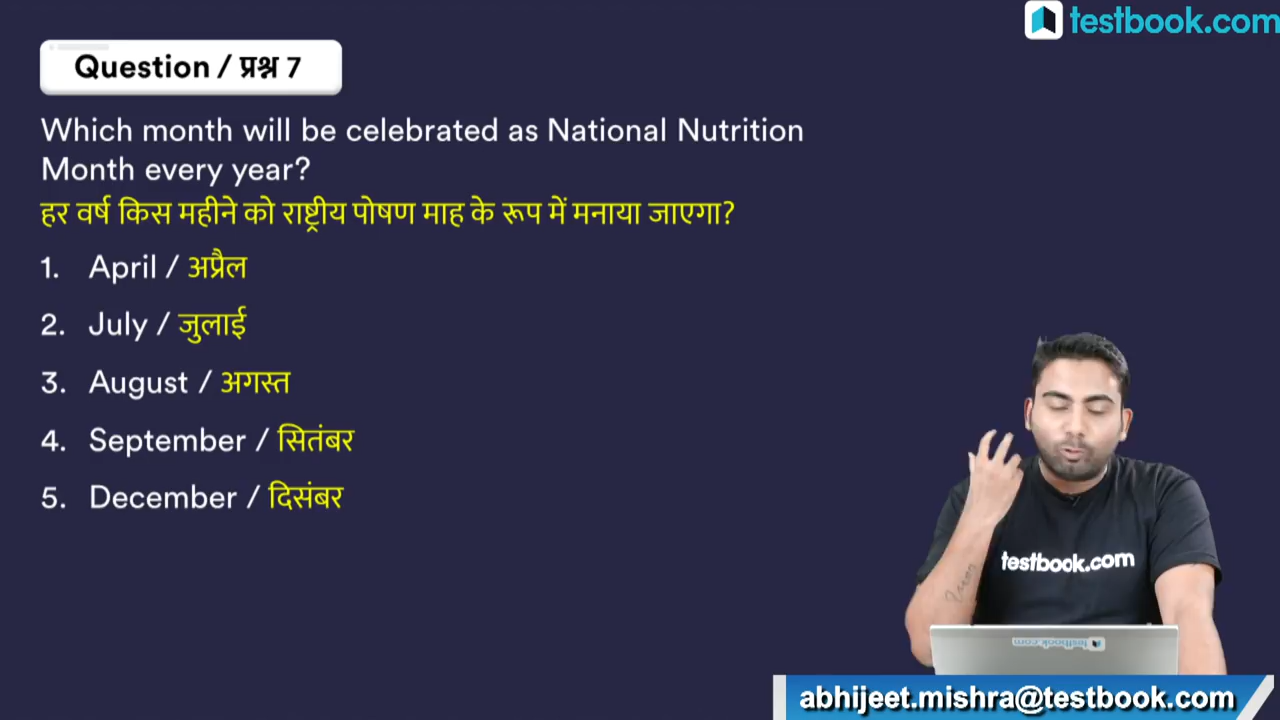 testbook.com
Question / प्रश्न 7
Which month will be celebrated as National Nutrition
Month every year?
हर वर्ष किस महीने को राष्ट्रीय पोषण माह के रूप में मनाया जाएगा?
1. April / अप्रैल
2. July / जुलाई
3. August / अगस्त
4. September / सितंबर
5. December / दिसंबर
testbook.com
testbook.com
abhijeet.mishra@testbook.com